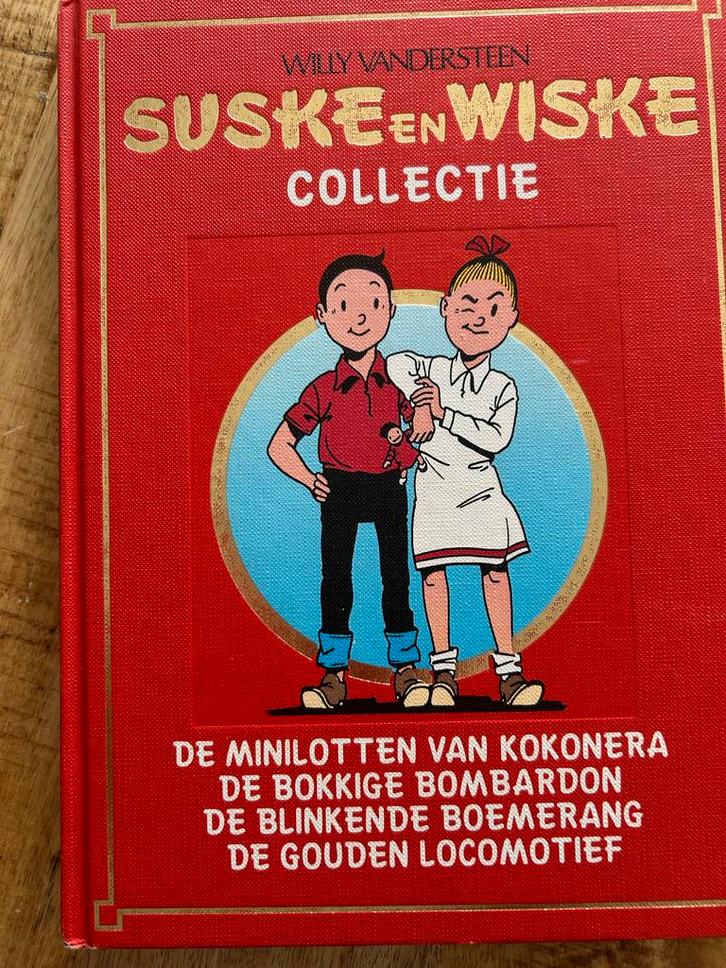 WILLY VANDERSTEEN
SUSKE EN WISKE
COLLECTIE
DE MINILOTTEN VAN KOKONERA
DE BOKKIGE BOMBARDON
DE BLINKENDE BOEMERANG
DE GOUDEN LOCOMOTIEF